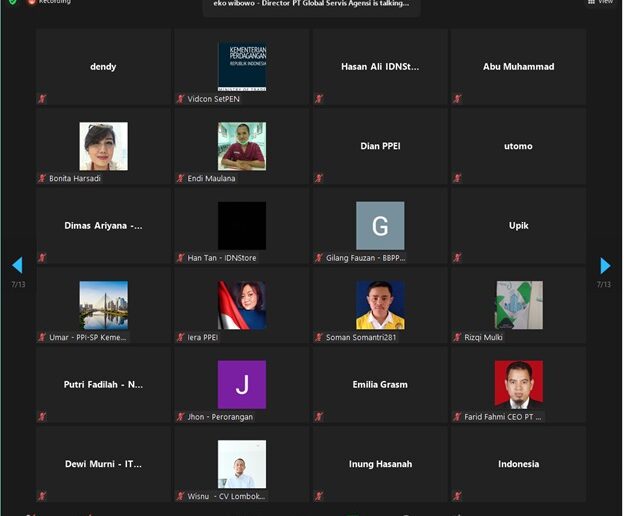 Recording
eko wibowo - Director PT Global Servis Agensi is talking...
View
dendy
KEMENTERIAN
PERDAGANGAN
REPUBLIK INDONESIA
MINISTRY OF TRADE
Vidcon SetPEN
Hasan Ali IDNSt...
Abu Muhammad
Bonita Harsadi
Endi Maulana
Dian PPEI
utomo
Dimas Ariyana -...
Han Tan - IDNStore
G
Gilang Fauzan - BBPP...
Upik
7/13
7/13
Umar - PPI-SP Keme...
Iera PPEI
Soman Somantri281
Rizqi Mulki
Putri Fadilah - N...
J
Jhon - Perorangan
Emilia Grasm
Farid Fahmi CEO PT ...
Dewi Murni - IT...
Wisnu - CV Lombok...
Inung Hasanah
Indonesia